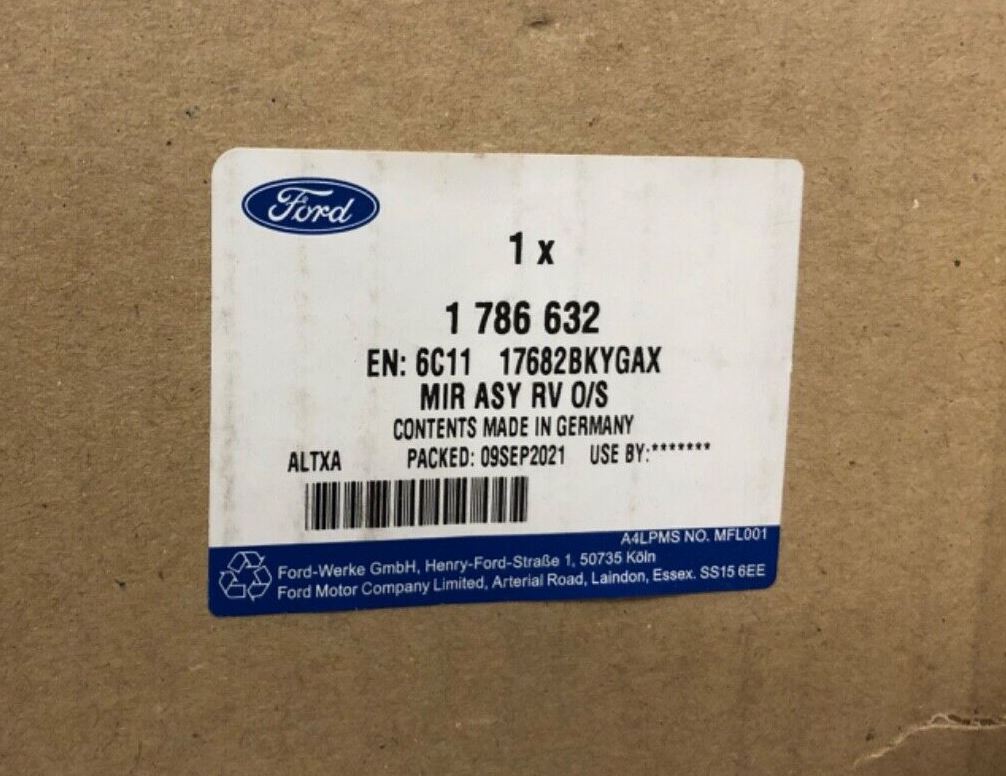 Ford
1 x
1 786 632
EN: 6C11 17682BKYGAX
MIR ASY RV O/S
CONTENTS MADE IN GERMANY
ALTXA PACKED: 09SEP2021 USE BY:*******
A4LPMS NO. MFL001
Ford-Werke GmbH, Henry-Ford-Straße 1, 50735 Köln
Ford Motor Company Limited, Arterial Road, Laindon, Essex. SS15 6EE